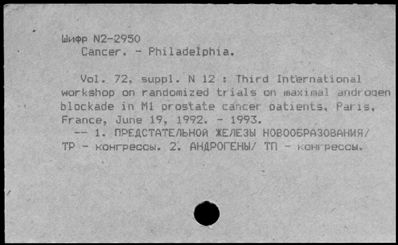 Шифр N2-2950
Cancer. - Philadelphia.
Vol. 72, suppl. N 12 : Third International
workshop on randomized trials on maximal androgen
blockade in M1 prostate cancer patients, Paris,
France, June 19, 1992. - 1993.
-- 1. ПРЕДСТАТЕЛЬНОЙ ЖЕЛЕЗЫ НОВООБРАЗОВАНИЯ/
ТР - конгрессы. 2. АНДРОГЕНЫ/ ТП - конгрессы.